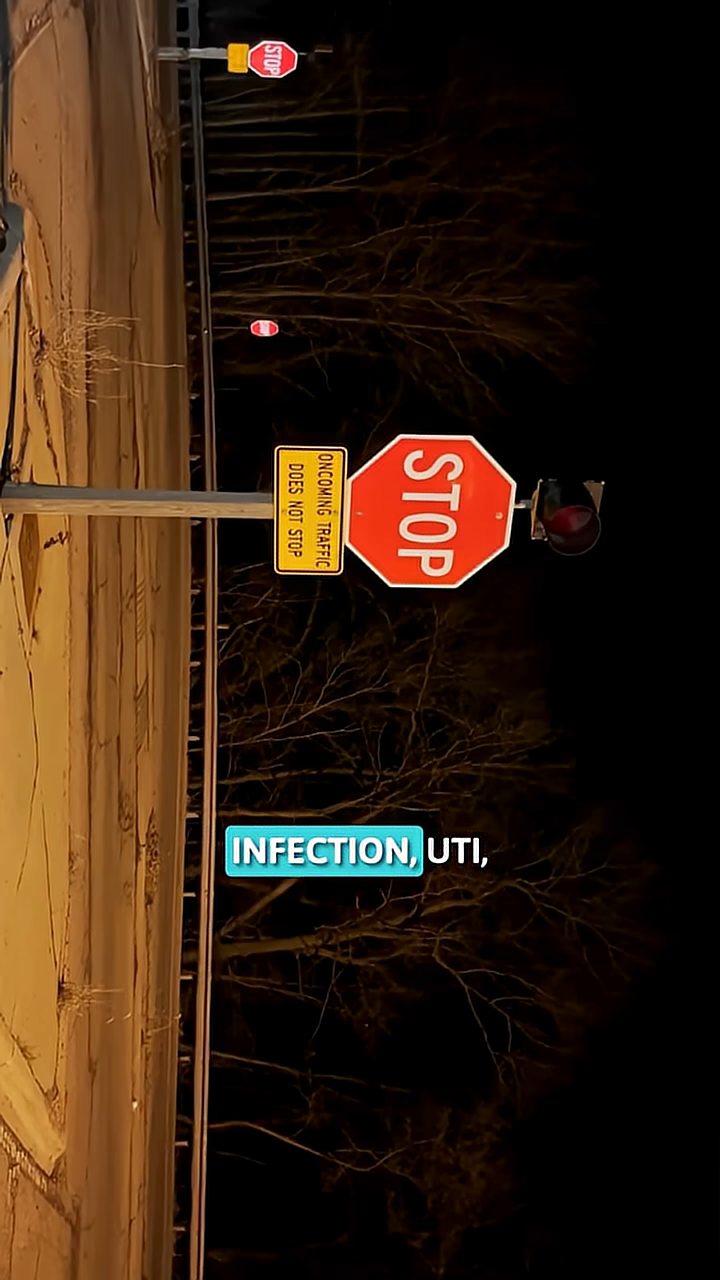 STOP
STOP
ONCOMING TRAFFIC
DOES NOT STOP
INFECTION, UTI,